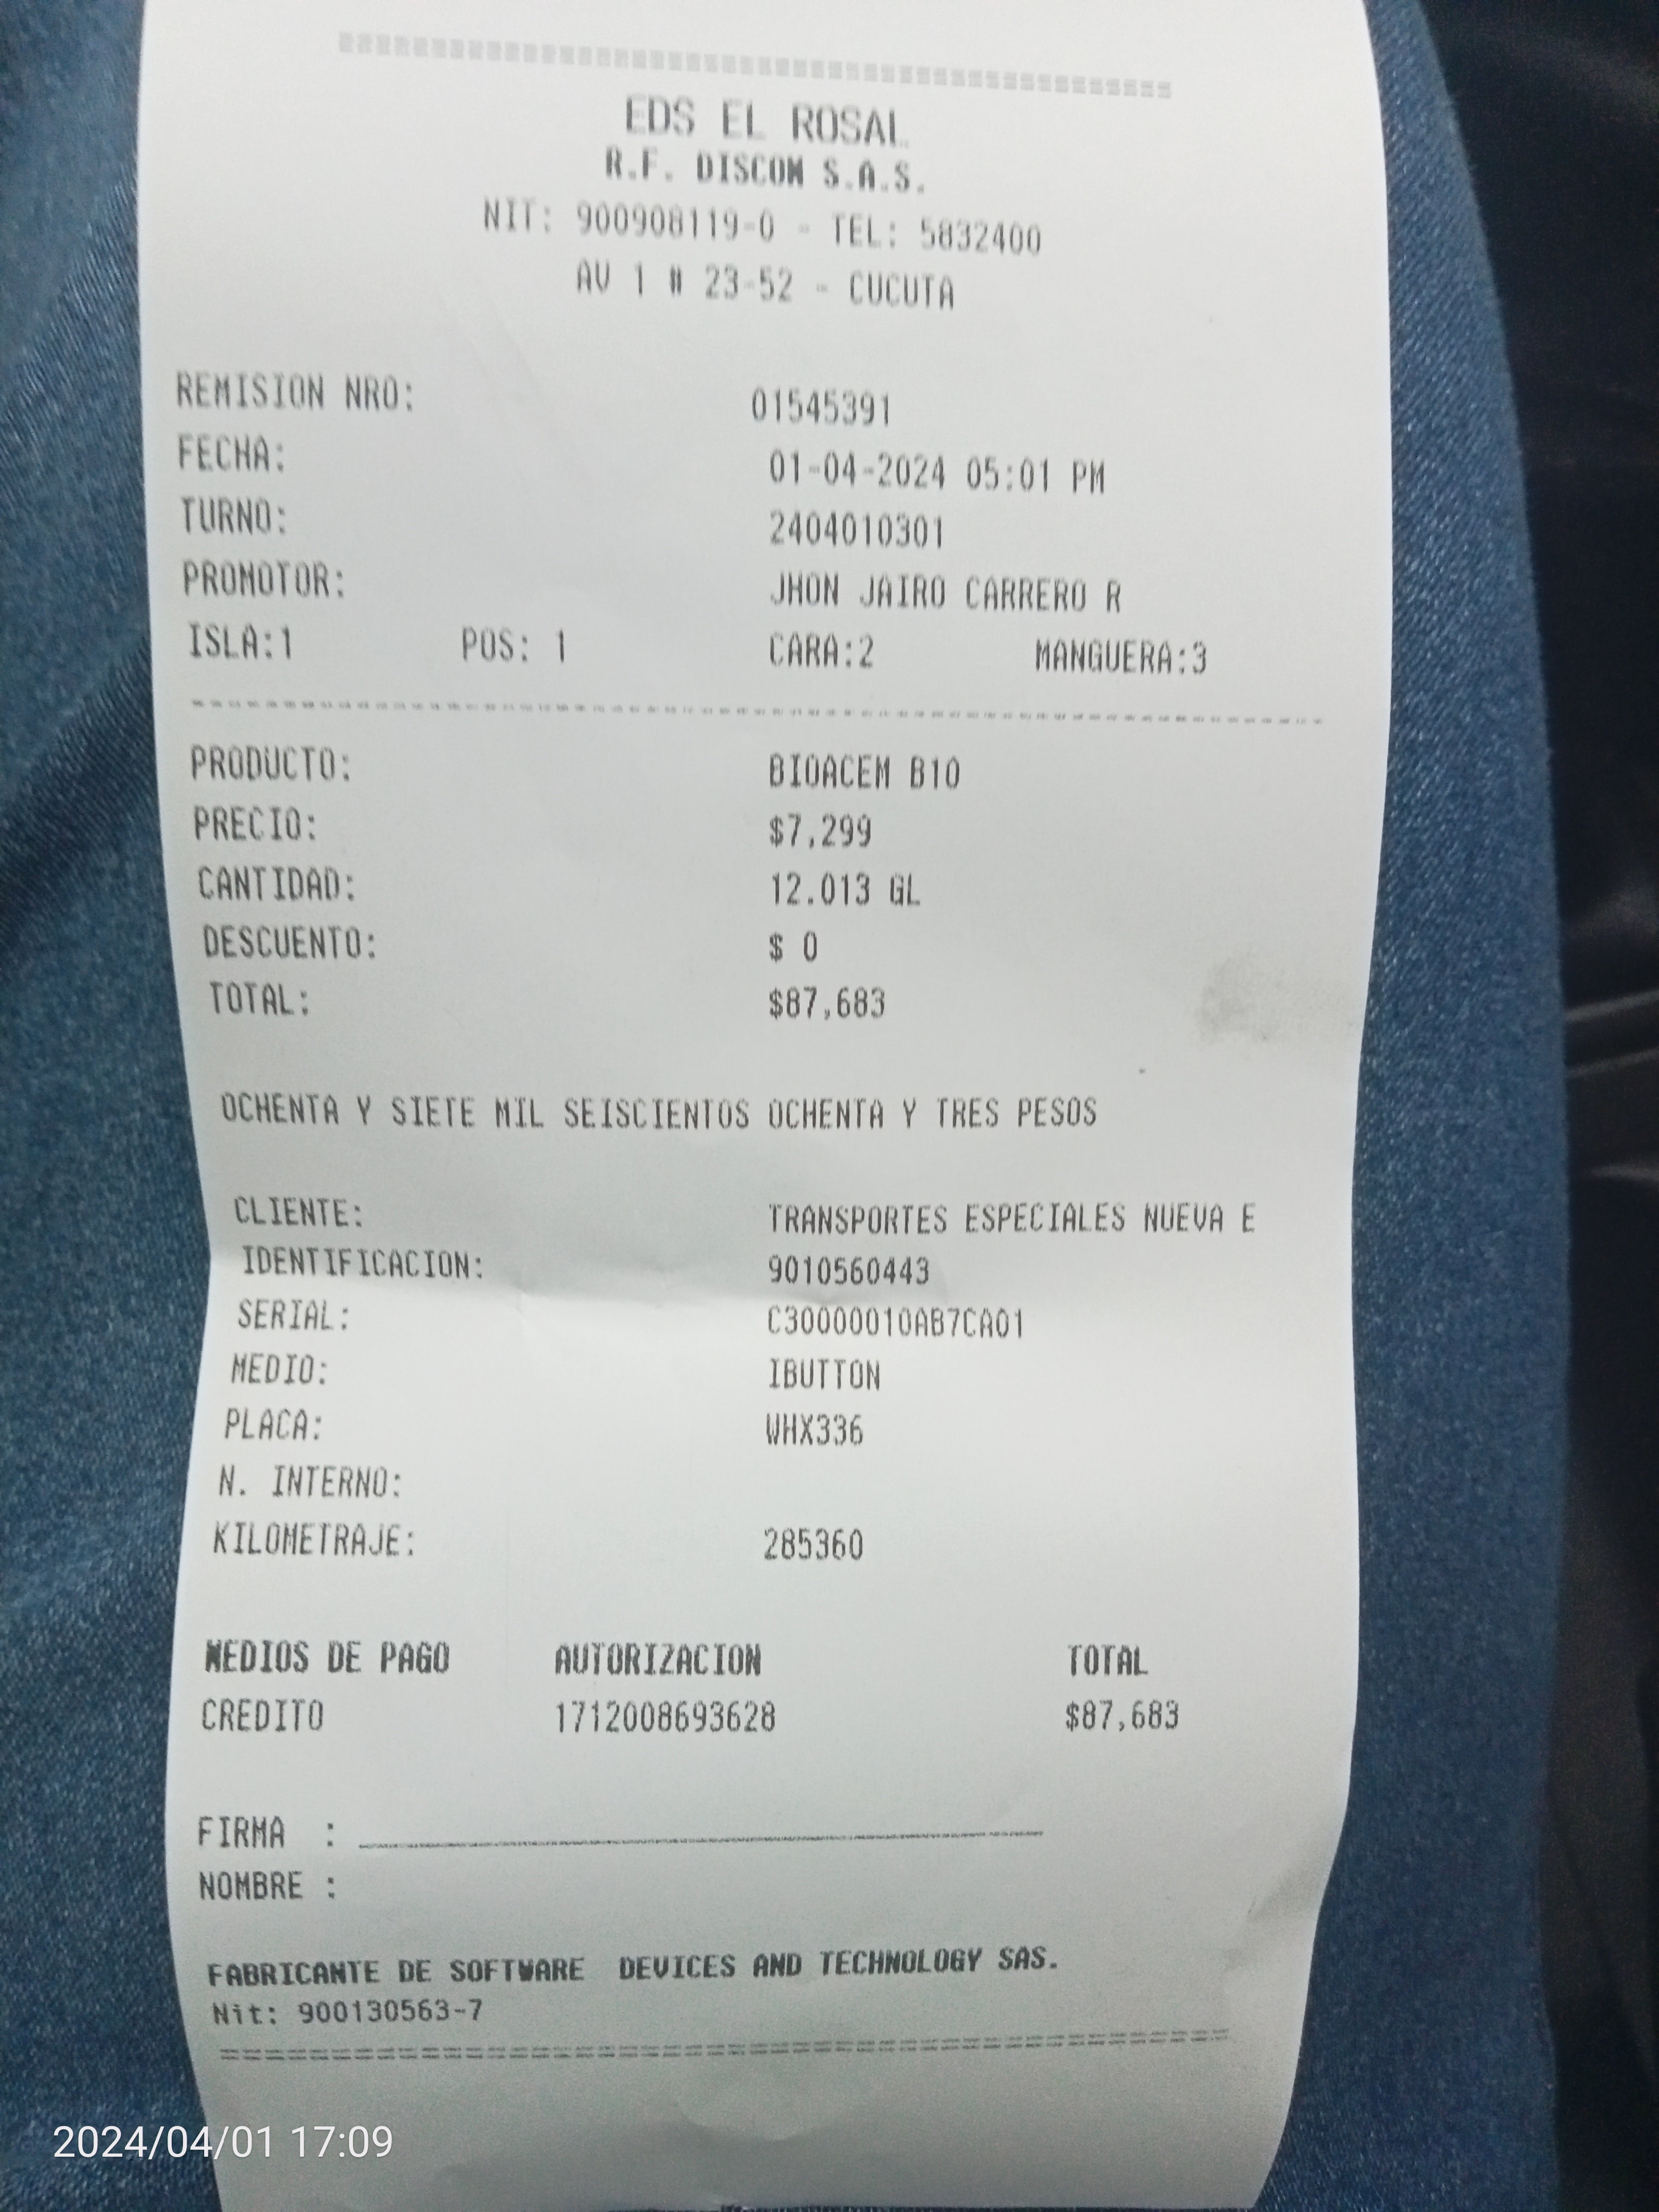 EDS EL ROSAL
R.F. DISCOM S.A.S.
NIT: 900908119-0 - TEL: 5832400
AV 1 # 23-52 - CUCUTA
REMISION NRO: 01545391
FECHA: 01-04-2024 05:01 PM
TURNO: 2404010301
PROMOTOR: JHON JAIRO CARRERO R
ISLA:1 POS: 1 CARA:2 MANGUERA:3
PRODUCTO: BIOACEM B10
PRECIO: $7,299
CANTIDAD: 12.013 GL
DESCUENTO: $ 0
TOTAL: $87,683
OCHENTA Y SIETE MIL SEISCIENTOS OCHENTA Y TRES PESOS
CLIENTE: TRANSPORTES ESPECIALES NUEVA E
IDENTIFICACION: 9010560443
SERIAL: C30000010AB7CA01
MEDIO: IBUTTON
PLACA: WHX336
N. INTERNO:
KILOMETRAJE: 285360
MEDIOS DE PAGO AUTORIZACION TOTAL
CREDITO 1712008693628 $87,683
FIRMA :
NOMBRE :
FABRICANTE DE SOFTWARE DEVICES AND TECHNOLOGY SAS.
Nit: 900130563-7
2024/04/01 17:09